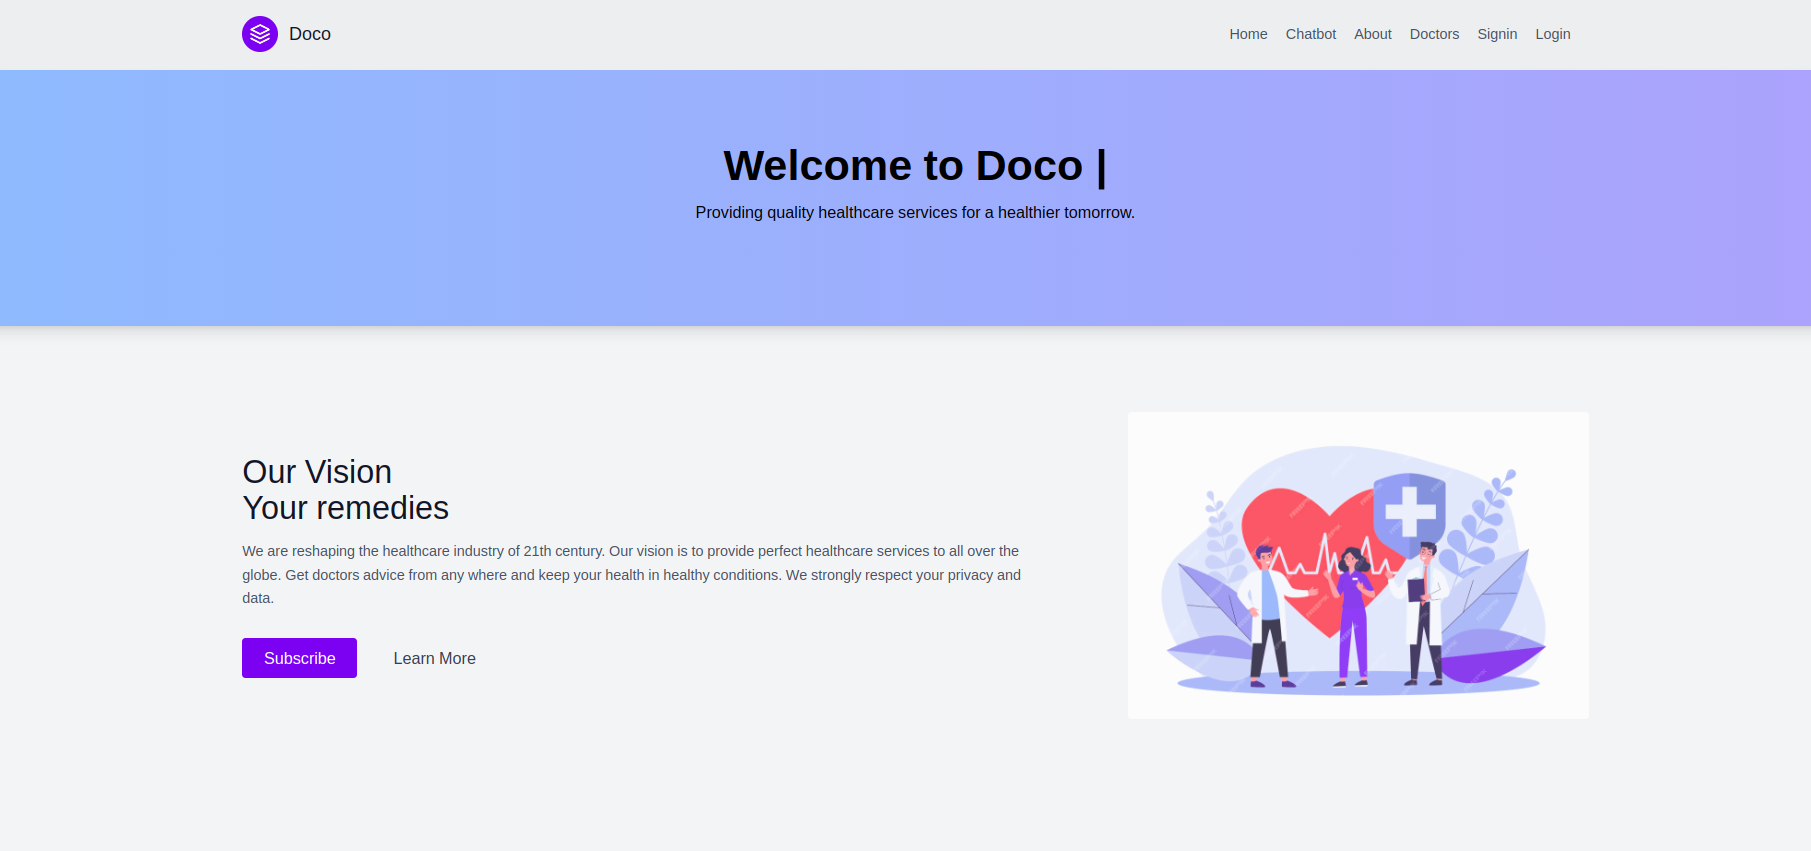 Doco
Home Chatbot About Doctors Signin Login
Welcome to Doco |
Providing quality healthcare services for a healthier tomorrow.
Our Vision
Your remedies
We are reshaping the healthcare industry of 21th century. Our vision is to provide perfect healthcare services to all over the
globe. Get doctors advice from any where and keep your health in healthy conditions. We strongly respect your privacy and
data.
Subscribe Learn More